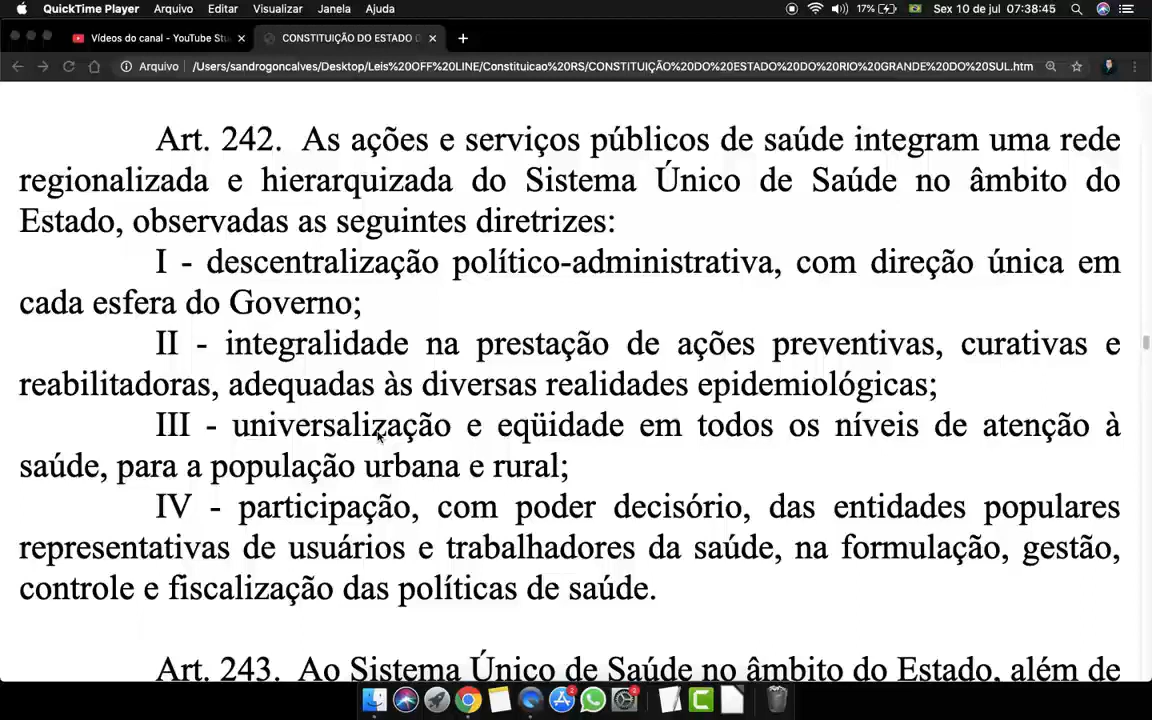 QuickTime Player Arquivo Editar Visualizar Janela Ajuda 17% Sex 10 de jul 07:38:45
Vídeos do canal - YouTube Stu CONSTITUIÇÃO DO ESTADO
Arquivo /Users/sandrogoncalves/Desktop/Leis%20OFF%20LINE/Constituicao%20RS/CONSTITUIÇÃO%20DO%20ESTADO%20DO%20RIO%20GRANDE%20DO%20SUL.htm
Art. 242. As ações e serviços públicos de saúde integram uma rede
regionalizada e hierarquizada do Sistema Único de Saúde no âmbito do
Estado, observadas as seguintes diretrizes:
I - descentralização político-administrativa, com direção única em
cada esfera do Governo;
II - integralidade na prestação de ações preventivas, curativas e
reabilitadoras, adequadas às diversas realidades epidemiológicas;
III - universalização e eqüidade em todos os níveis de atenção à
saúde, para a população urbana e rural;
IV - participação, com poder decisório, das entidades populares
representativas de usuários e trabalhadores da saúde, na formulação, gestão,
controle e fiscalização das políticas de saúde.
Art. 243. Ao Sistema Único de Saúde no âmbito do Estado, além de